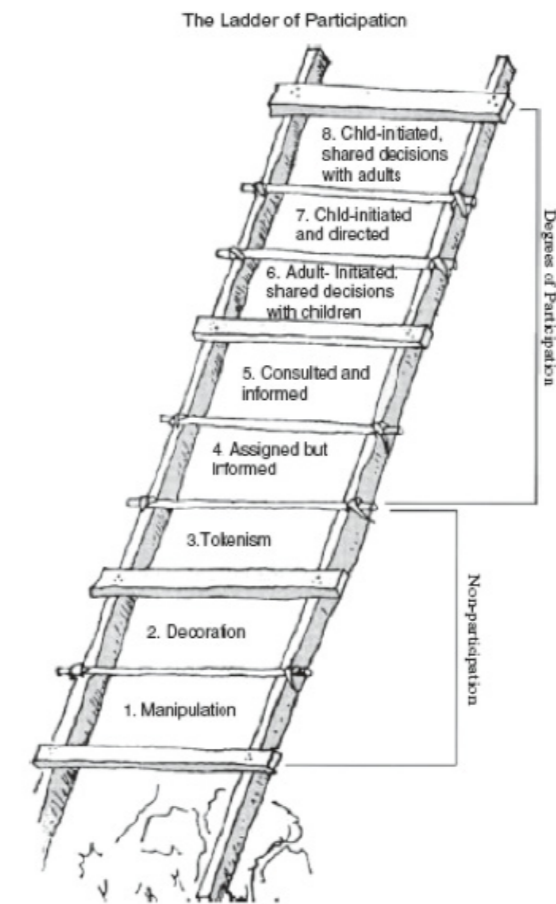 The Ladder of Participation
8. Chld-intiated,
shared decisions
with adults
7. Chld-initiated
and directed
6. Adult- Initiated.
shared decisions
with children
5. Consulted and
informed
4. Assigned but
Informed
3.Tokenism
2. Decoration
1. Manipulation
Degrees of Participation
Non-participation